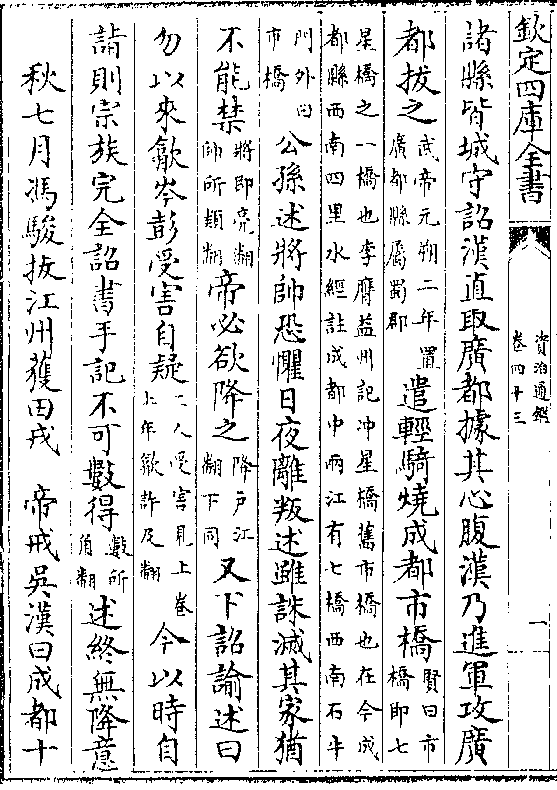 欽定四庫全書
資治通鑑
卷四十三
一
諸縣皆城守詔漢直取廣都據其心腹漢乃進軍攻廣
都拔之武帝元朔二年置廣都縣屬蜀郡遣輕騎燒成都市橋賢曰市橋即七
星橋之一橋也李膺益州記冲星橋舊市橋也在今成都縣西南四里水經註成都中兩江有七橋西南石牛
門外曰市橋公孫述將帥恐懼日夜離叛述雖誅滅其家猶
不能禁將即亮翻帥所類翻帝必欲降之降戶江翻下同又下詔諭述曰
勿以來歙岑彭受害自疑二人受害見上卷上年歙許及翻今以時自
詣則宗族完全詔書手記不可數得數所角翻述終無降意
秋七月馮駿拔江州獲田戎 帝戒吳漢曰成都十